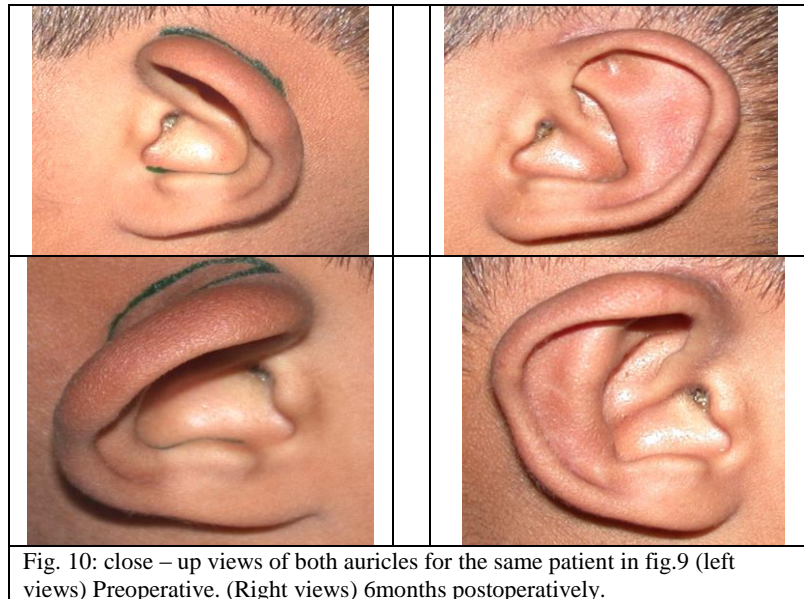 Fig. 10: close – up views of both auricles for the same patient in fig.9 (left
views) Preoperative. (Right views) 6months postoperatively.